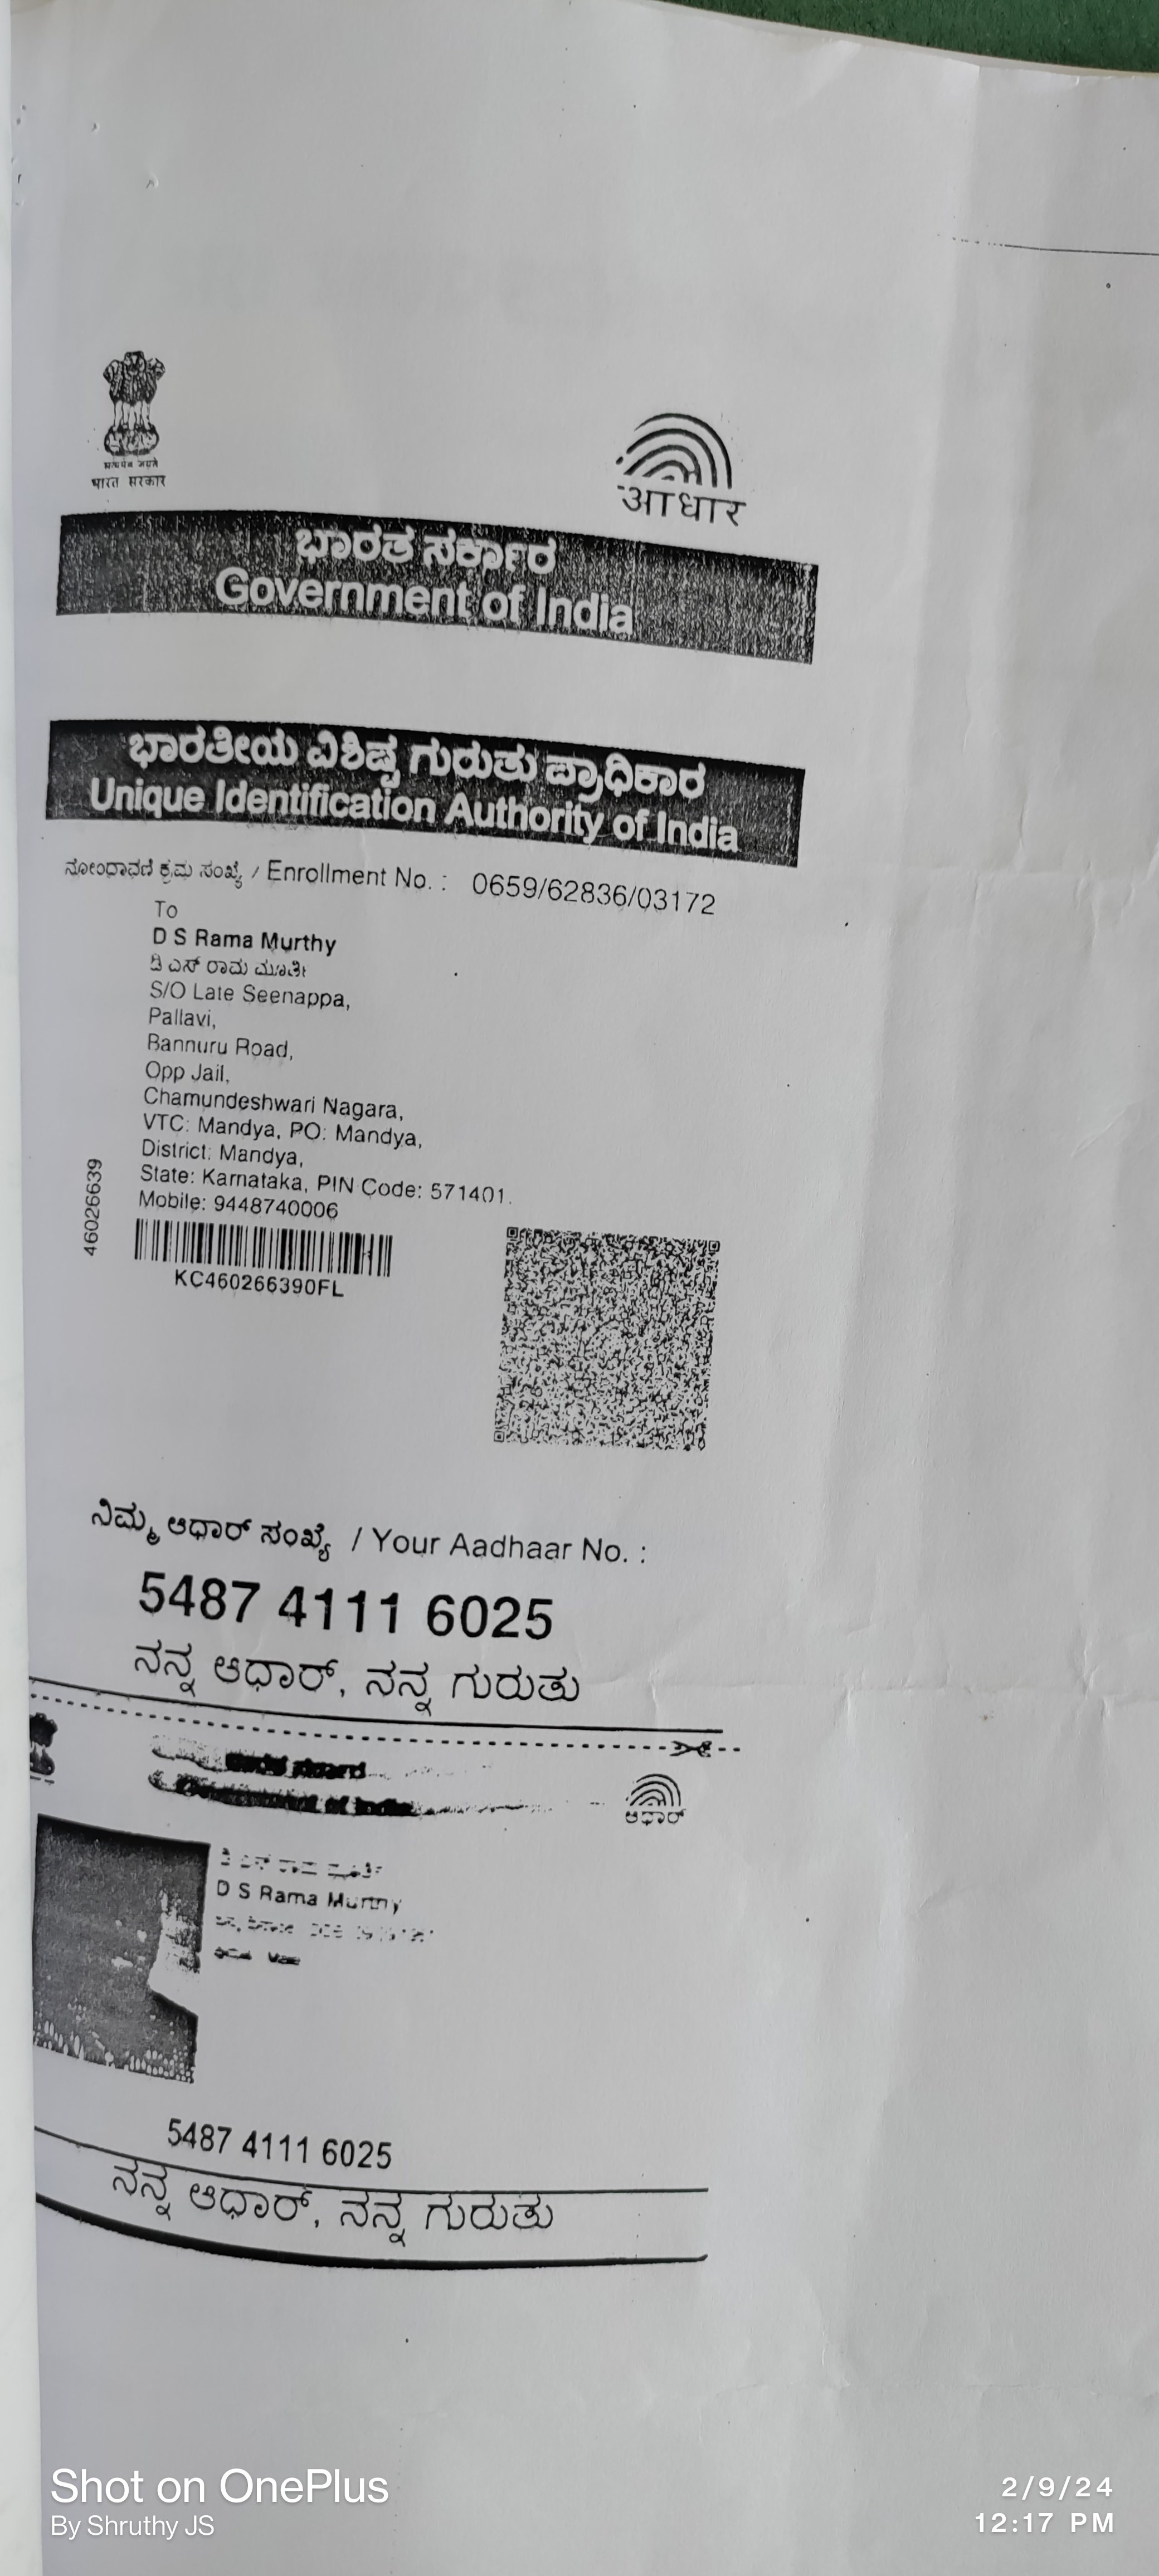 भारत सरकार
आधार
ಭಾರತ ಸರ್ಕಾರ
Government of India
ಭಾರತೀಯ ವಿಶಿಷ್ಟ ಗುರುತು ಪ್ರಾಧಿಕಾರ
Unique Identification Authority of India
ನೋಂದಾವಣಿ ಕ್ರಮ ಸಂಖ್ಯೆ / Enrollment No. : 0659/62836/03172
To
D S Rama Murthy
ಡಿ ಎಸ್ ರಾಮ ಮೂರ್ತಿ
S/O Late Seenappa,
Pallavi,
Bannuru Road,
Opp Jail,
Chamundeshwari Nagara,
VTC: Mandya, PO: Mandya,
District: Mandya,
State: Karnataka, PIN Code: 571401.
Mobile: 9448740006
46026639
KC460266390FL
ನಿಮ್ಮ ಆಧಾರ್ ಸಂಖ್ಯೆ / Your Aadhaar No. :
5487 4111 6025
ನನ್ನ ಆಧಾರ್, ನನ್ನ ಗುರುತು
of India
ಆಧಾರ್
D S Rama Murthy
5487 4111 6025
ನನ್ನ ಆಧಾರ್, ನನ್ನ ಗುರುತು
Shot on OnePlus
By Shruthy JS
2/9/24
12:17 PM